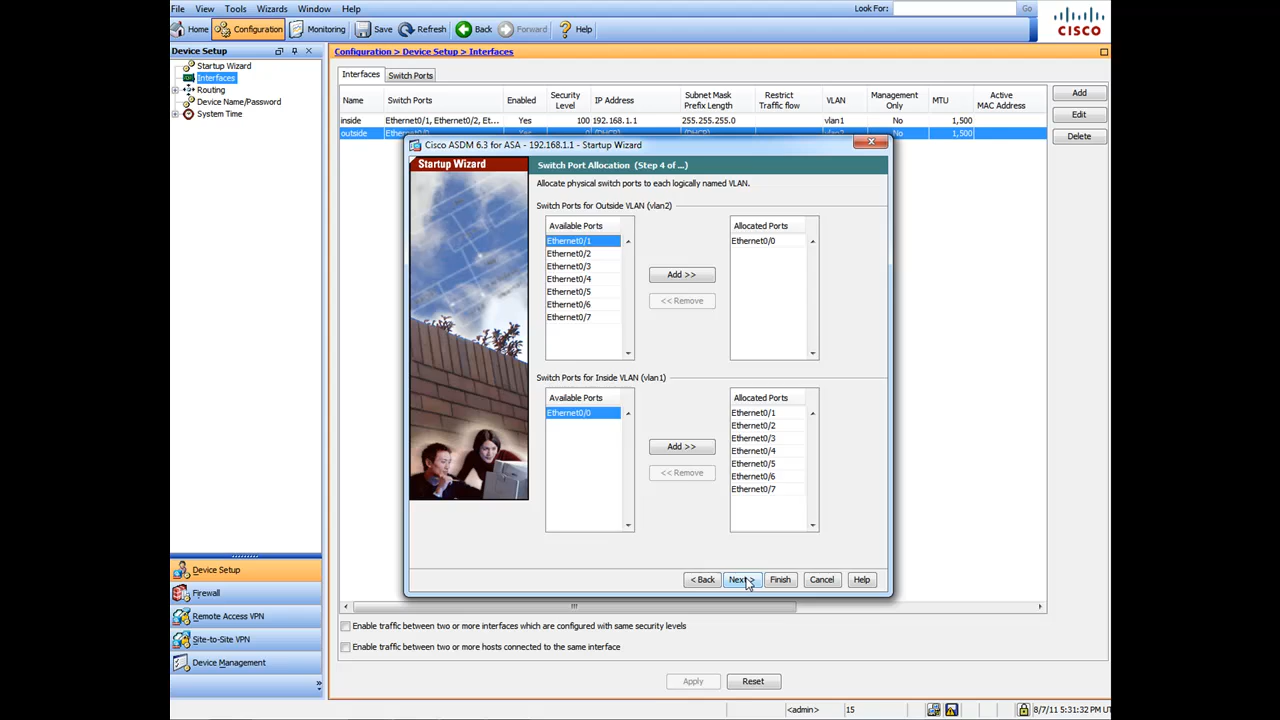 File View Tools Wizards Window Help Look For: Go
Home Configuration Monitoring Save Refresh Back Forward Help
CISCO
Device Setup
Startup Wizard
Interfaces
Routing
Device Name/Password
System Time
Configuration > Device Setup > Interfaces
Interfaces Switch Ports
Name Switch Ports Enabled Security Level IP Address Subnet Mask Prefix Length Restrict Traffic flow VLAN Management Only MTU Active MAC Address
inside Ethernet0/1, Ethernet0/2, Et... Yes 100 192.168.1.1 255.255.255.0 vlan1 No 1,500
outside Ethernet0/0 Yes 0 (DHCP) (DHCP) vlan2 No 1,500
Add
Edit
Delete
Cisco ASDM 6.3 for ASA - 192.168.1.1 - Startup Wizard
Startup Wizard
Switch Port Allocation (Step 4 of ...)
Allocate physical switch ports to each logically named VLAN.
Switch Ports for Outside VLAN (vlan2)
Available Ports
Ethernet0/1
Ethernet0/2
Ethernet0/3
Ethernet0/4
Ethernet0/5
Ethernet0/6
Ethernet0/7
Add >>
<< Remove
Allocated Ports
Ethernet0/0
Switch Ports for Inside VLAN (vlan1)
Available Ports
Ethernet0/0
Add >>
<< Remove
Allocated Ports
Ethernet0/1
Ethernet0/2
Ethernet0/3
Ethernet0/4
Ethernet0/5
Ethernet0/6
Ethernet0/7
< Back Next > Finish Cancel Help
Device Setup
Firewall
Remote Access VPN
Site-to-Site VPN
Device Management
Enable traffic between two or more interfaces which are configured with same security levels
Enable traffic between two or more hosts connected to the same interface
Apply Reset
<admin> 15 8/7/11 5:31:32 PM